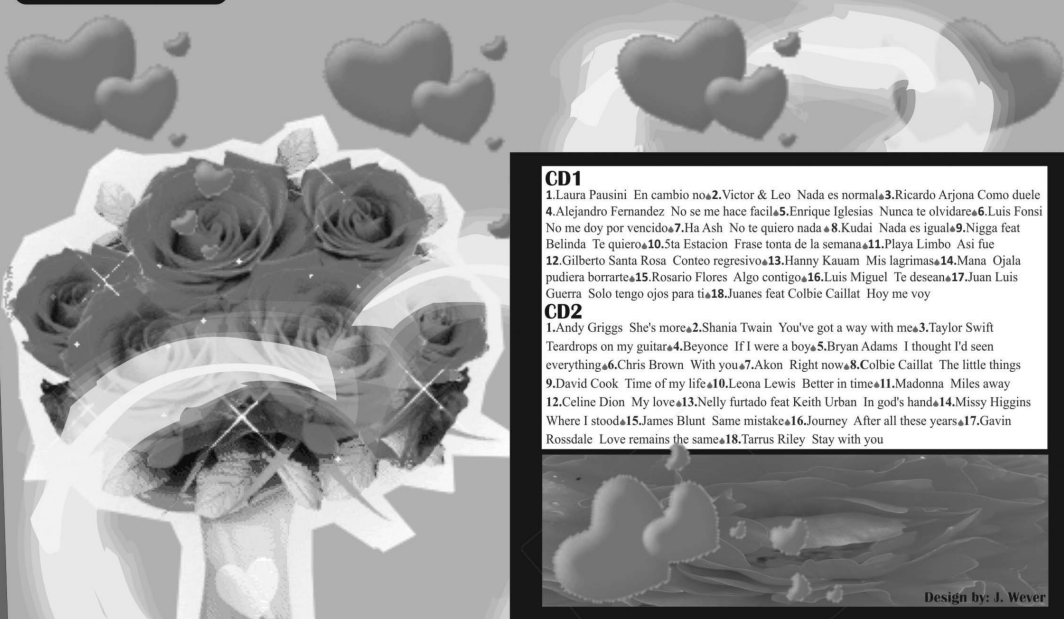 CD1
1.Laura Pausini En cambio no♠2.Victor & Leo Nada es normal♠3.Ricardo Arjona Como duele
4.Alejandro Fernandez No se me hace facil♠5.Enrique Iglesias Nunca te olvidare♠6.Luis Fonsi
No me doy por vencido♠7.Ha Ash No te quiero nada♠8.Kudai Nada es igual♠9.Nigga feat
Belinda Te quiero♠10.5ta Estacion Frase tonta de la semana♠11.Playa Limbo Asi fue
12.Gilberto Santa Rosa Conteo regresivo♠13.Hanny Kauam Mis lagrimas♠14.Mana Ojala
pudiera borrarte♠15.Rosario Flores Algo contigo♠16.Luis Miguel Te desean♠17.Juan Luis
Guerra Solo tengo ojos para ti♠18.Juanes feat Colbie Caillat Hoy me voy
CD2
1.Andy Griggs She's more♠2.Shania Twain You've got a way with me♠3.Taylor Swift
Teardrops on my guitar♠4.Beyonce If I were a boy♠5.Bryan Adams I thought I'd seen
everything♠6.Chris Brown With you♠7.Akon Right now♠8.Colbie Caillat The little things
9.David Cook Time of my life♠10.Leona Lewis Better in time♠11.Madonna Miles away
12.Celine Dion My love♠13.Nelly furtado feat Keith Urban In god's hand♠14.Missy Higgins
Where I stood♠15.James Blunt Same mistake♠16.Journey After all these years♠17.Gavin
Rossdale Love remains the same♠18.Tarrus Riley Stay with you
Design by: J. Wever